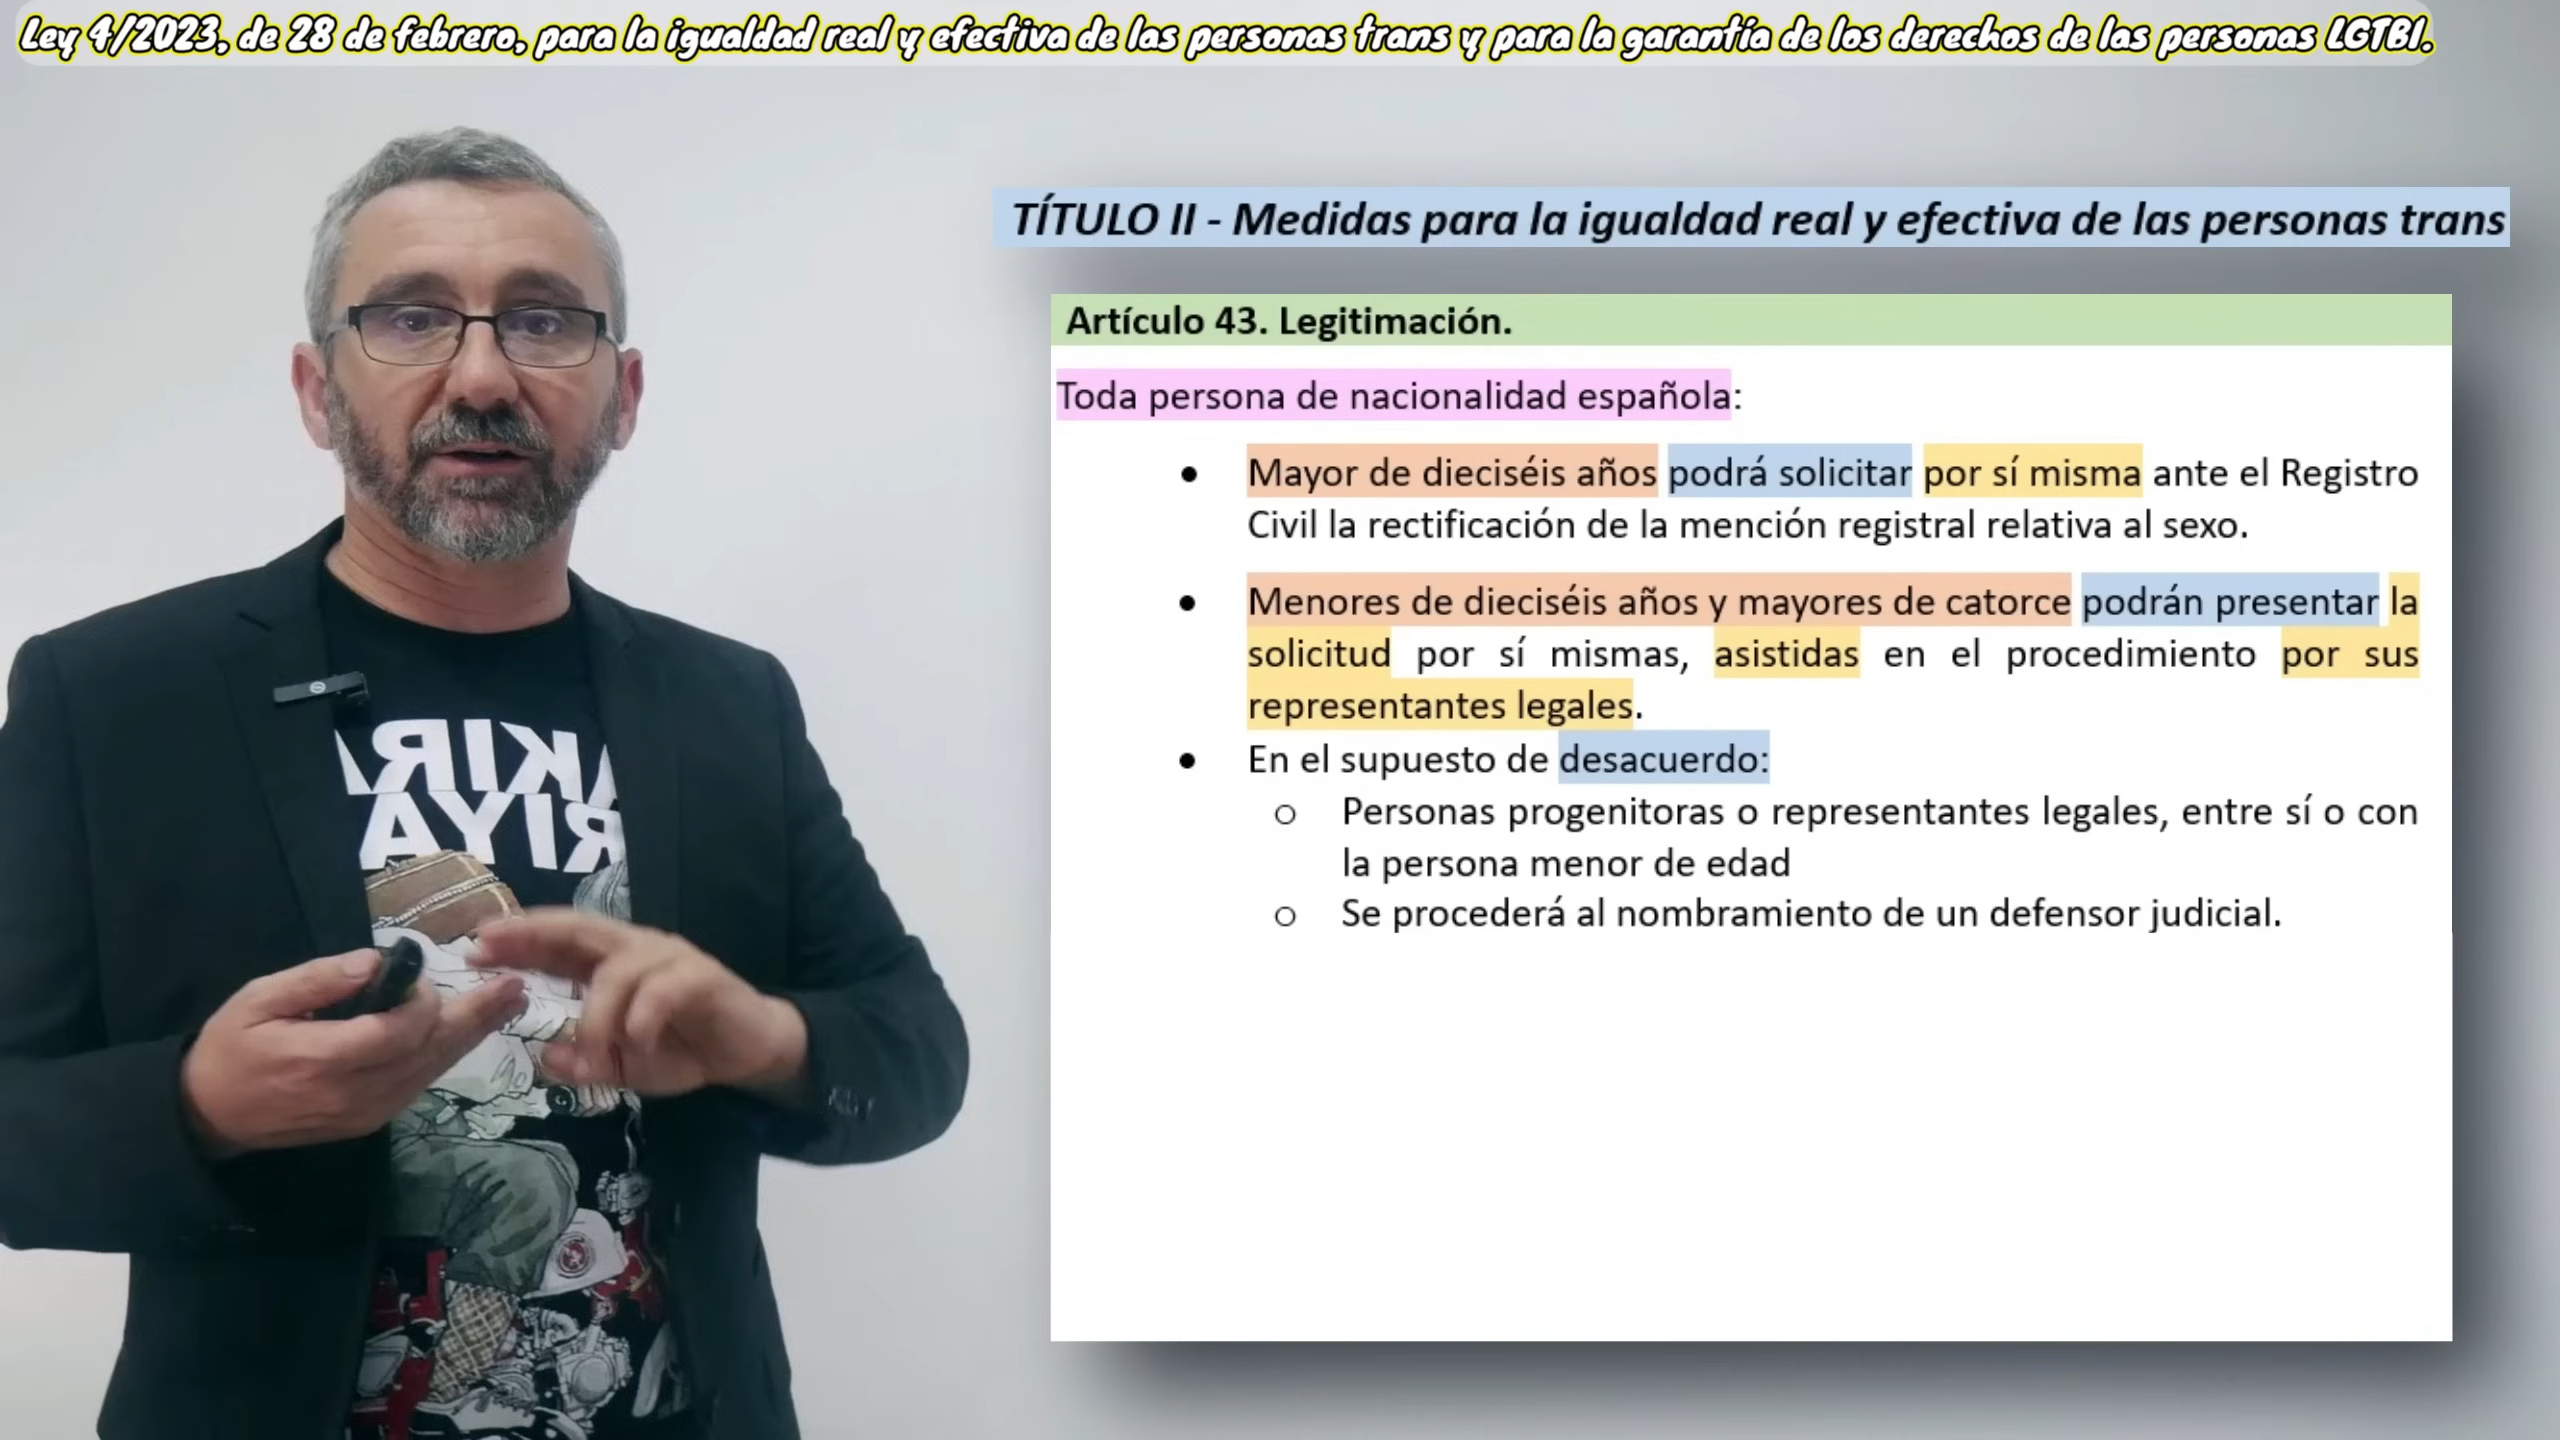 Ley 4/2023, de 28 de febrero, para la igualdad real y efectiva de las personas trans y para la garantía de los derechos de las personas LGTBI.
TÍTULO II - Medidas para la igualdad real y efectiva de las personas trans
Artículo 43. Legitimación.
Toda persona de nacionalidad española:
• Mayor de dieciséis años podrá solicitar por sí misma ante el Registro
Civil la rectificación de la mención registral relativa al sexo.
• Menores de dieciséis años y mayores de catorce podrán presentar la
solicitud por sí mismas, asistidas en el procedimiento por sus
representantes legales.
• En el supuesto de desacuerdo:
o Personas progenitoras o representantes legales, entre sí o con
la persona menor de edad
o Se procederá al nombramiento de un defensor judicial.
AKIRA
RIYA